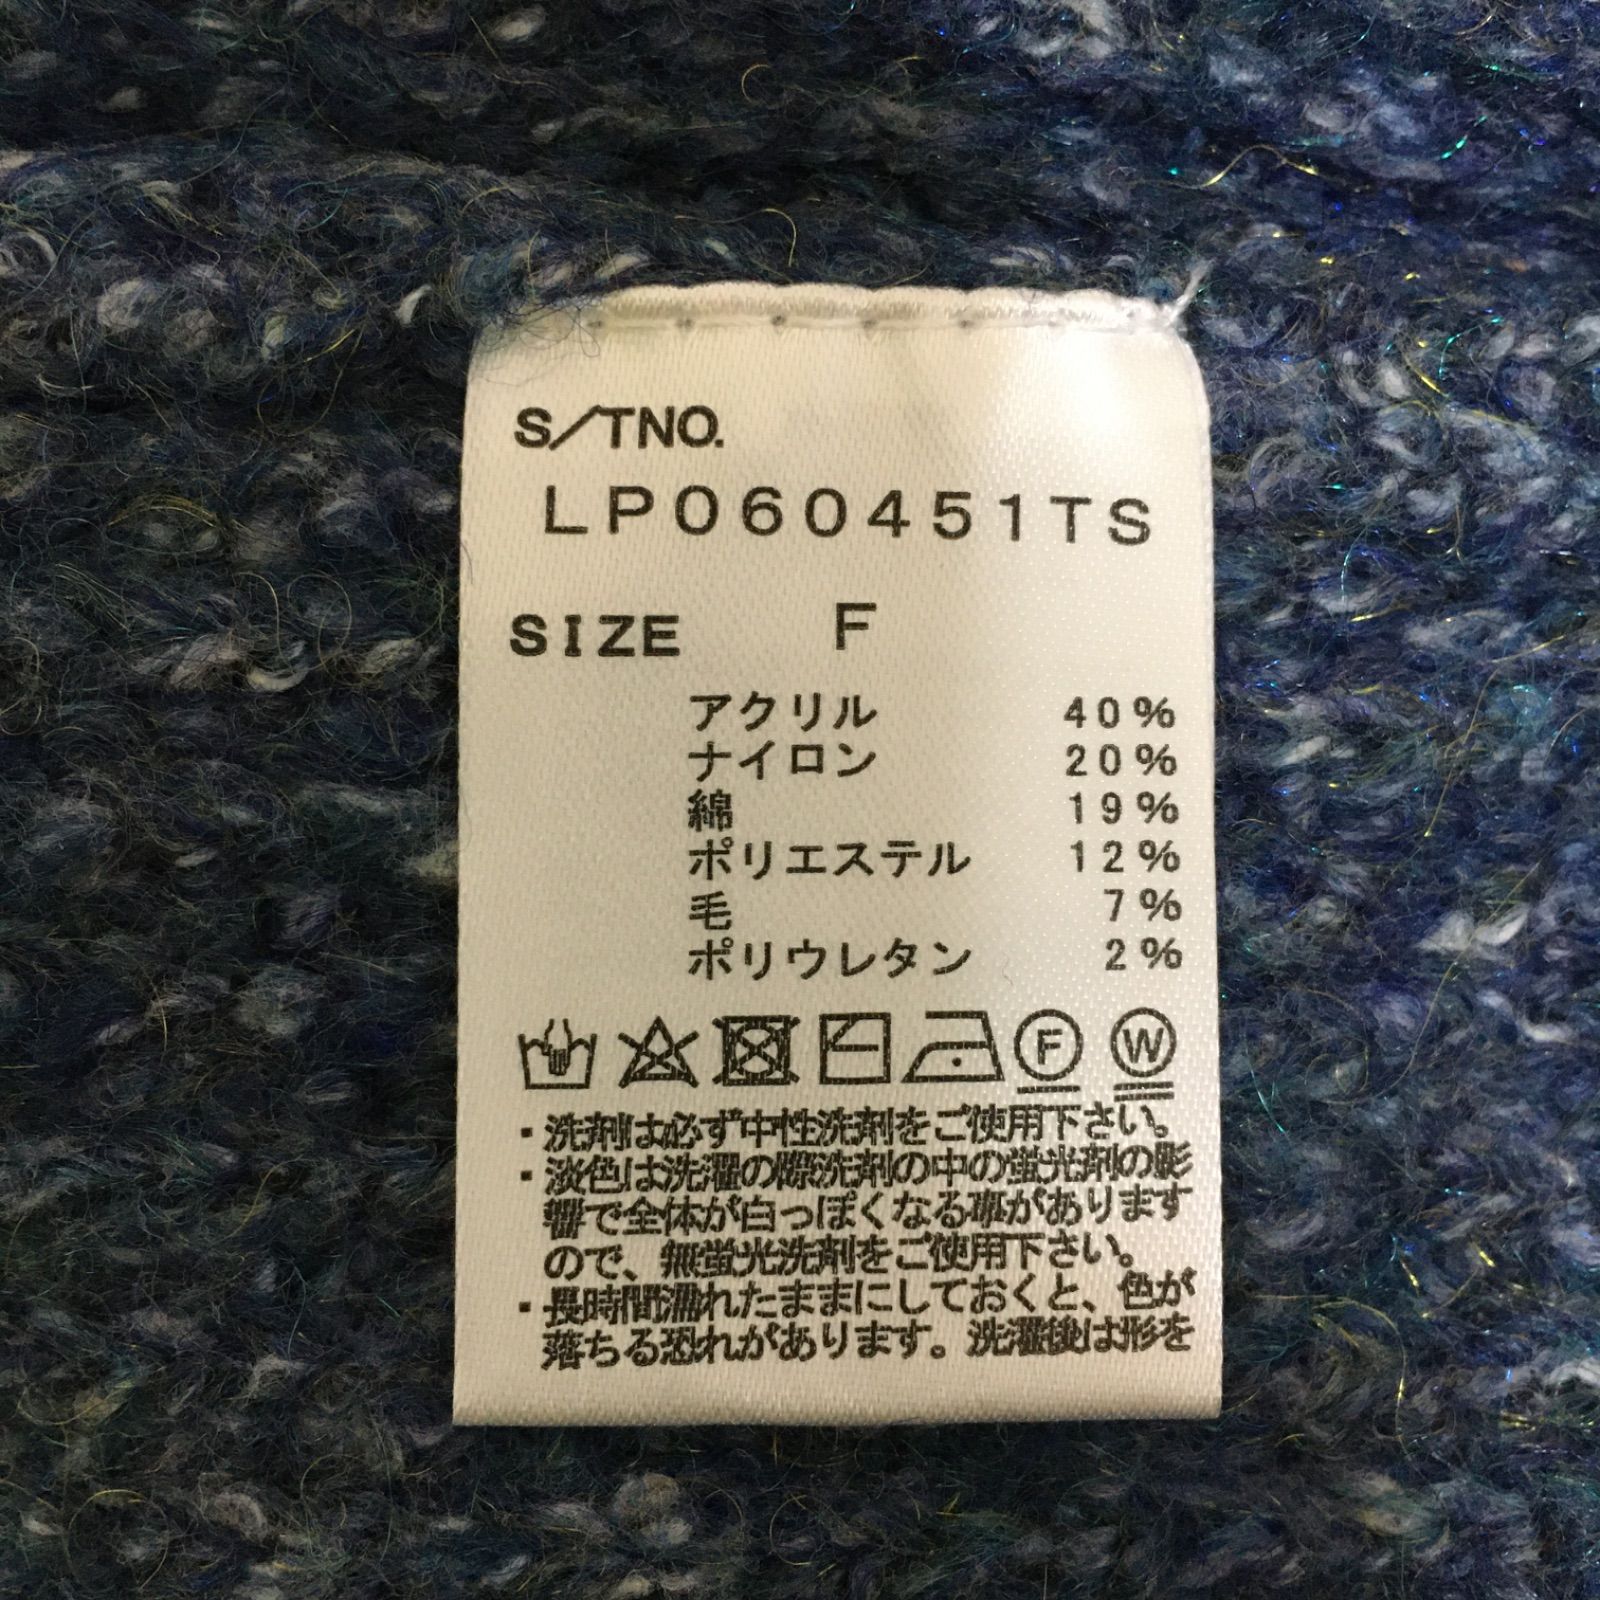 S/TNO.
LP060451TS
SIZE F
アクリル 40%
ナイロン 20%
綿 19%
ポリエステル 12%
毛 7%
ポリウレタン 2%
F W
・洗剤は必ず中性洗剤をご使用下さい。
・淡色は洗濯の際洗剤の中の蛍光剤の影
響で全体が白っぽくなる事があります
ので、無蛍光洗剤をご使用下さい。
・長時間濡れたままにしておくと、色が
落ちる恐れがあります。洗濯後は形を